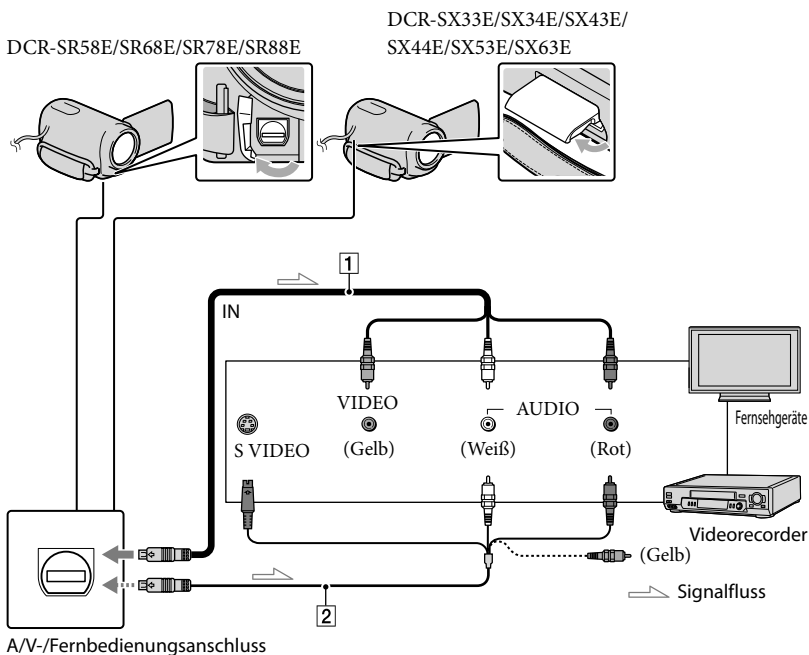 DCR-SR58E/SR68E/SR78E/SR88E
DCR-SX33E/SX34E/SX43E/
SX44E/SX53E/SX63E
1
IN
VIDEO
AUDIO
S VIDEO
(Gelb)
(Weiß)
(Rot)
Fernsehgeräte
Videorecorder
(Gelb)
Signalfluss
2
A/V-/Fernbedienungsanschluss